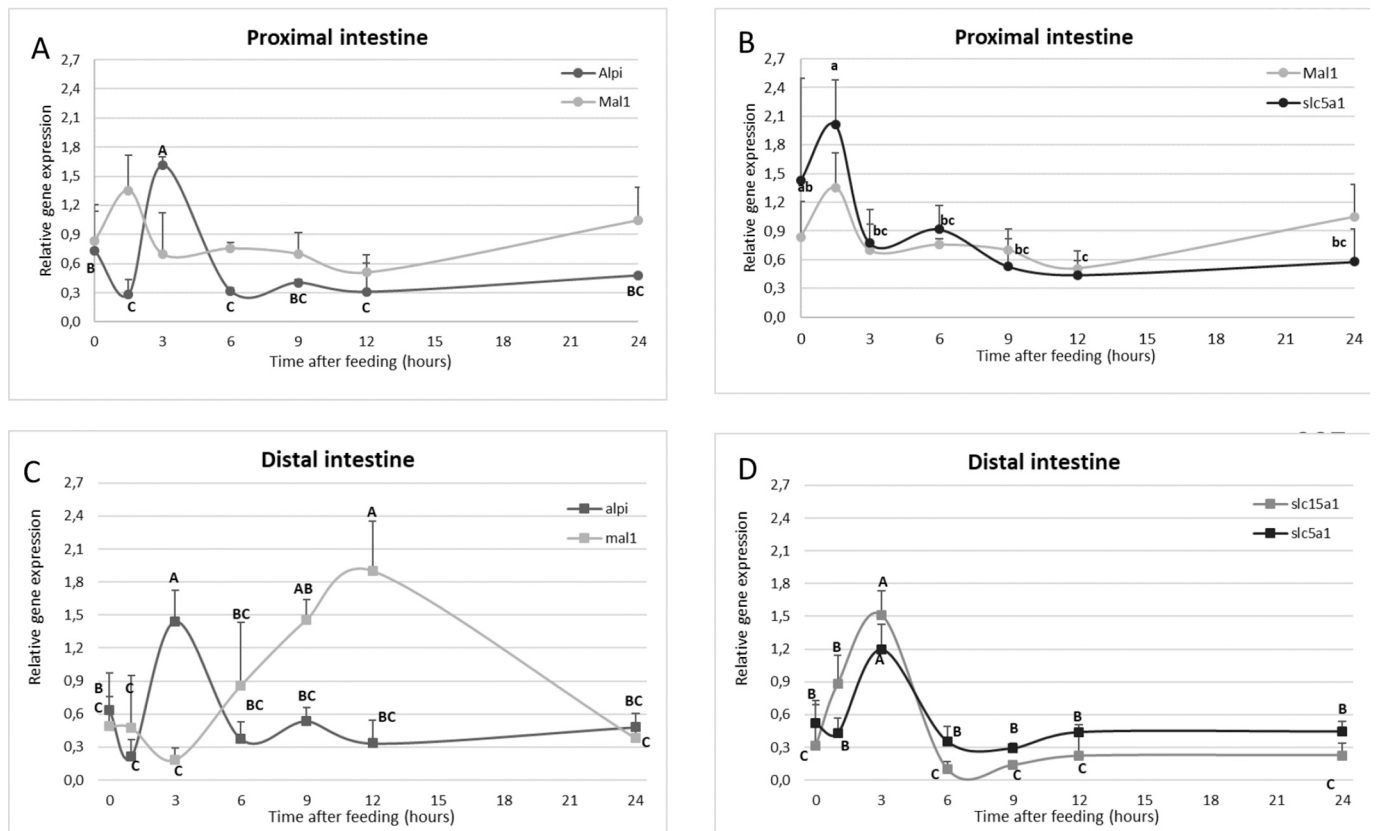 A
Proximal intestine
Alpi
Mal1
Relative gene expression
2,7
2,4
2,1
1,8
1,5
1,2
0,9
0,6
0,3
0,0
B
C
A
C
BC
C
BC
0 3 6 9 12 15 18 21 24
Time after feeding (hours)
B
Proximal intestine
Mal1
slc5a1
Relative gene expression
2,7
2,4
2,1
1,8
1,5
1,2
0,9
0,6
0,3
0,0
ab
a
bc
bc
bc
c
bc
0 3 6 9 12 15 18 21 24
Time after feeding (hours)
C
Distal intestine
alpi
mal1
Relative gene expression
2,7
2,4
2,1
1,8
1,5
1,2
0,9
0,6
0,3
0,0
B
C
C
C
A
C
BC
BC
AB
BC
A
BC
BC
C
0 3 6 9 12 15 18 21 24
Time after feeding (hours)
D
Distal intestine
slc15a1
slc5a1
Relative gene expression
2,7
2,4
2,1
1,8
1,5
1,2
0,9
0,6
0,3
0,0
B
C
B
B
A
A
B
C
B
C
B
C
B
C
0 3 6 9 12 15 18 21 24
Time after feeding (hours)